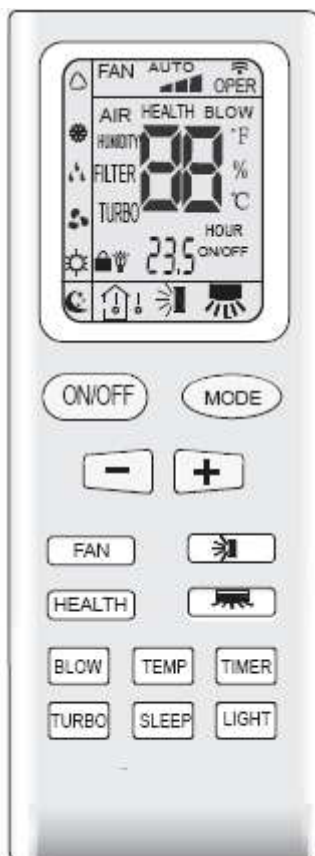 FAN AUTO
OPER
AIR HEALTH BLOW
HUMIDITY 88 °F
FILTER %
TURBO °C
HOUR
23.5 ON/OFF
ON/OFF MODE
- +
FAN
HEALTH
BLOW TEMP TIMER
TURBO SLEEP LIGHT